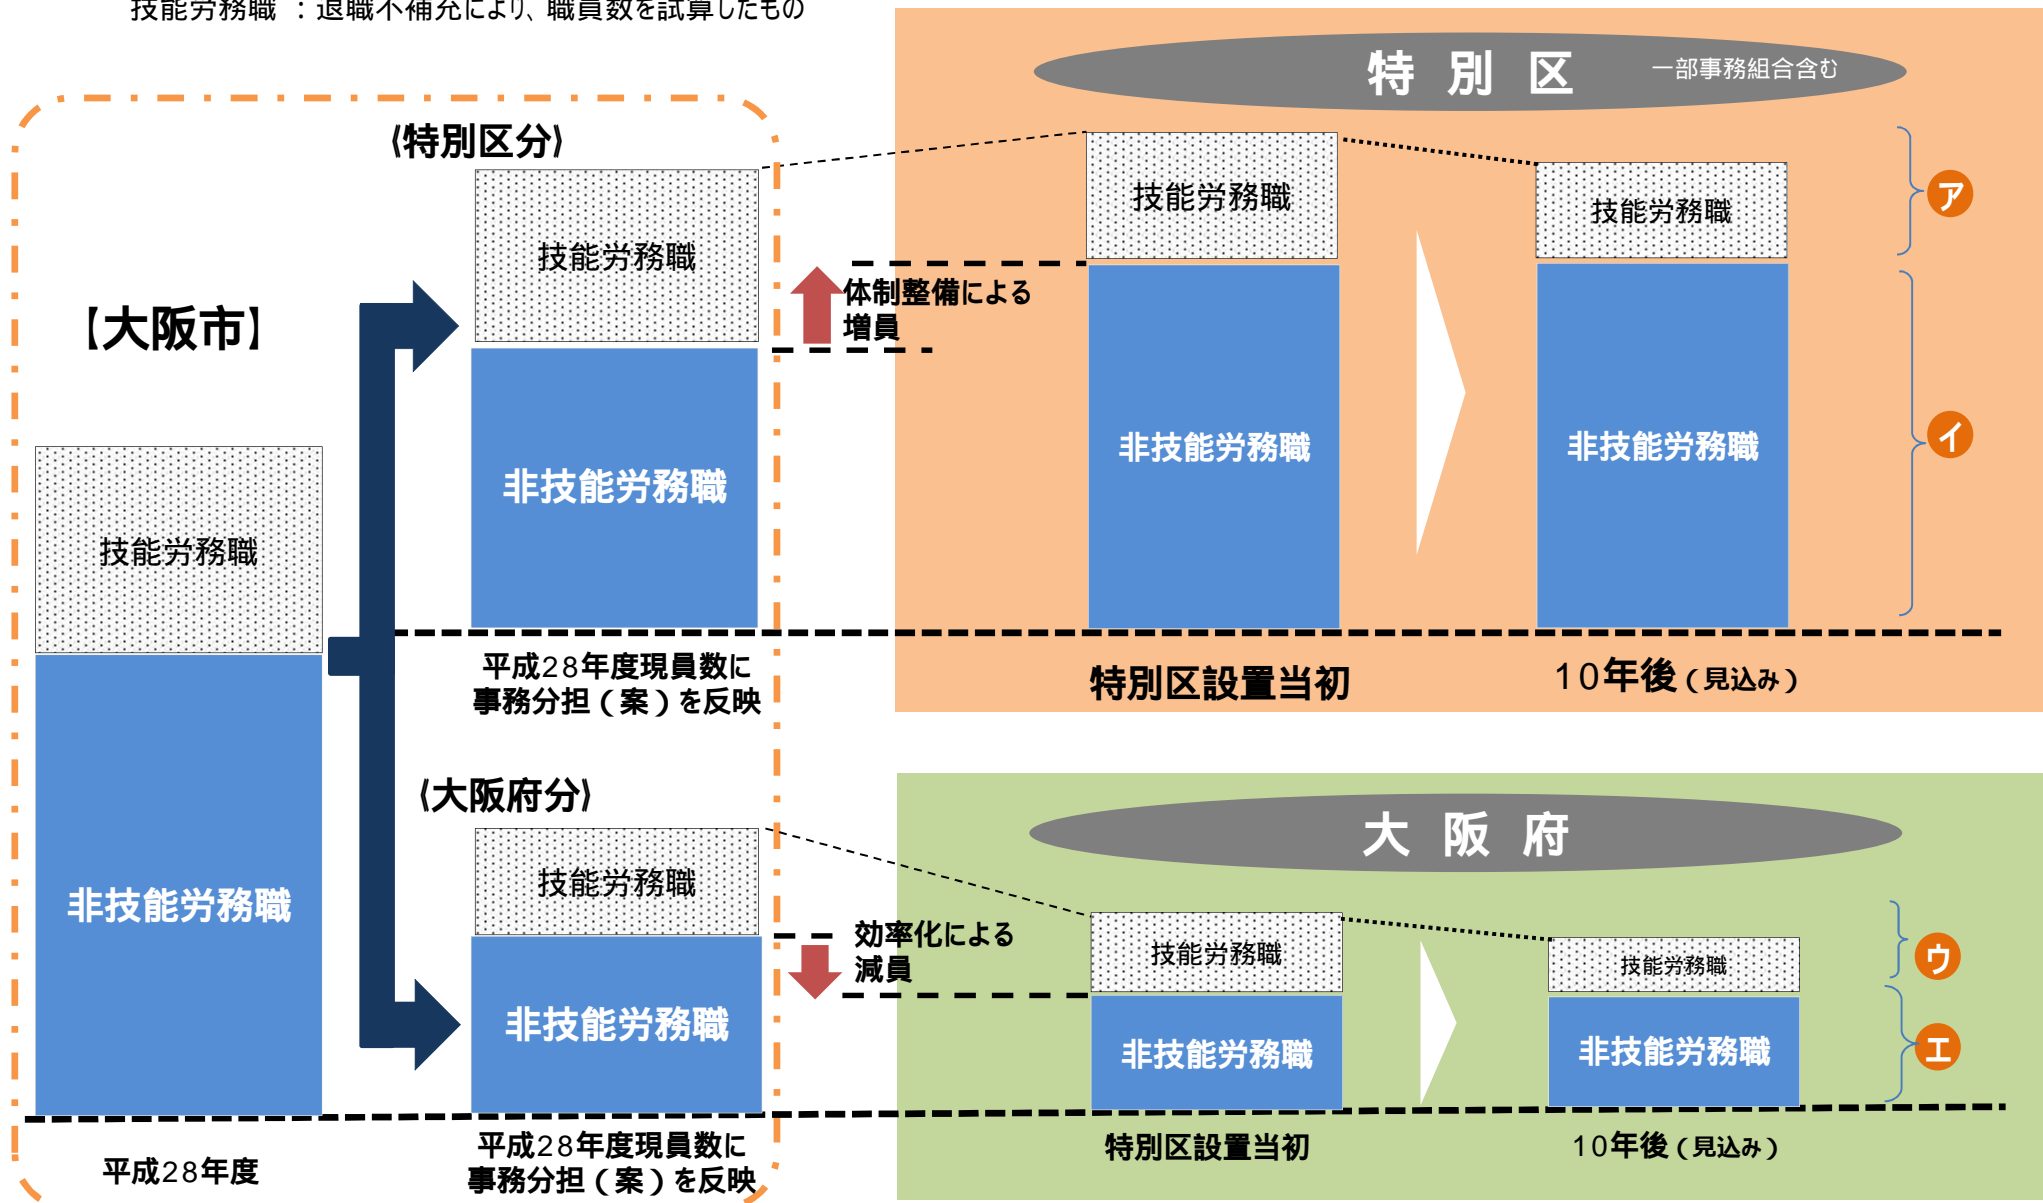 技能労務職 ：退職不補充により、職員数を試算したもの
特 別 区 一部事務組合含む
《特別区分》
技能労務職
技能労務職
技能労務職
ア
体制整備による
増員
【大阪市】
非技能労務職
非技能労務職
非技能労務職
イ
技能労務職
平成28年度現員数に
事務分担（案）を反映
特別区設置当初
10年後（見込み）
《大阪府分》
大 阪 府
技能労務職
効率化による
減員
技能労務職
技能労務職
ウ
非技能労務職
非技能労務職
非技能労務職
非技能労務職
エ
平成28年度
平成28年度現員数に
事務分担（案）を反映
特別区設置当初
10年後（見込み）